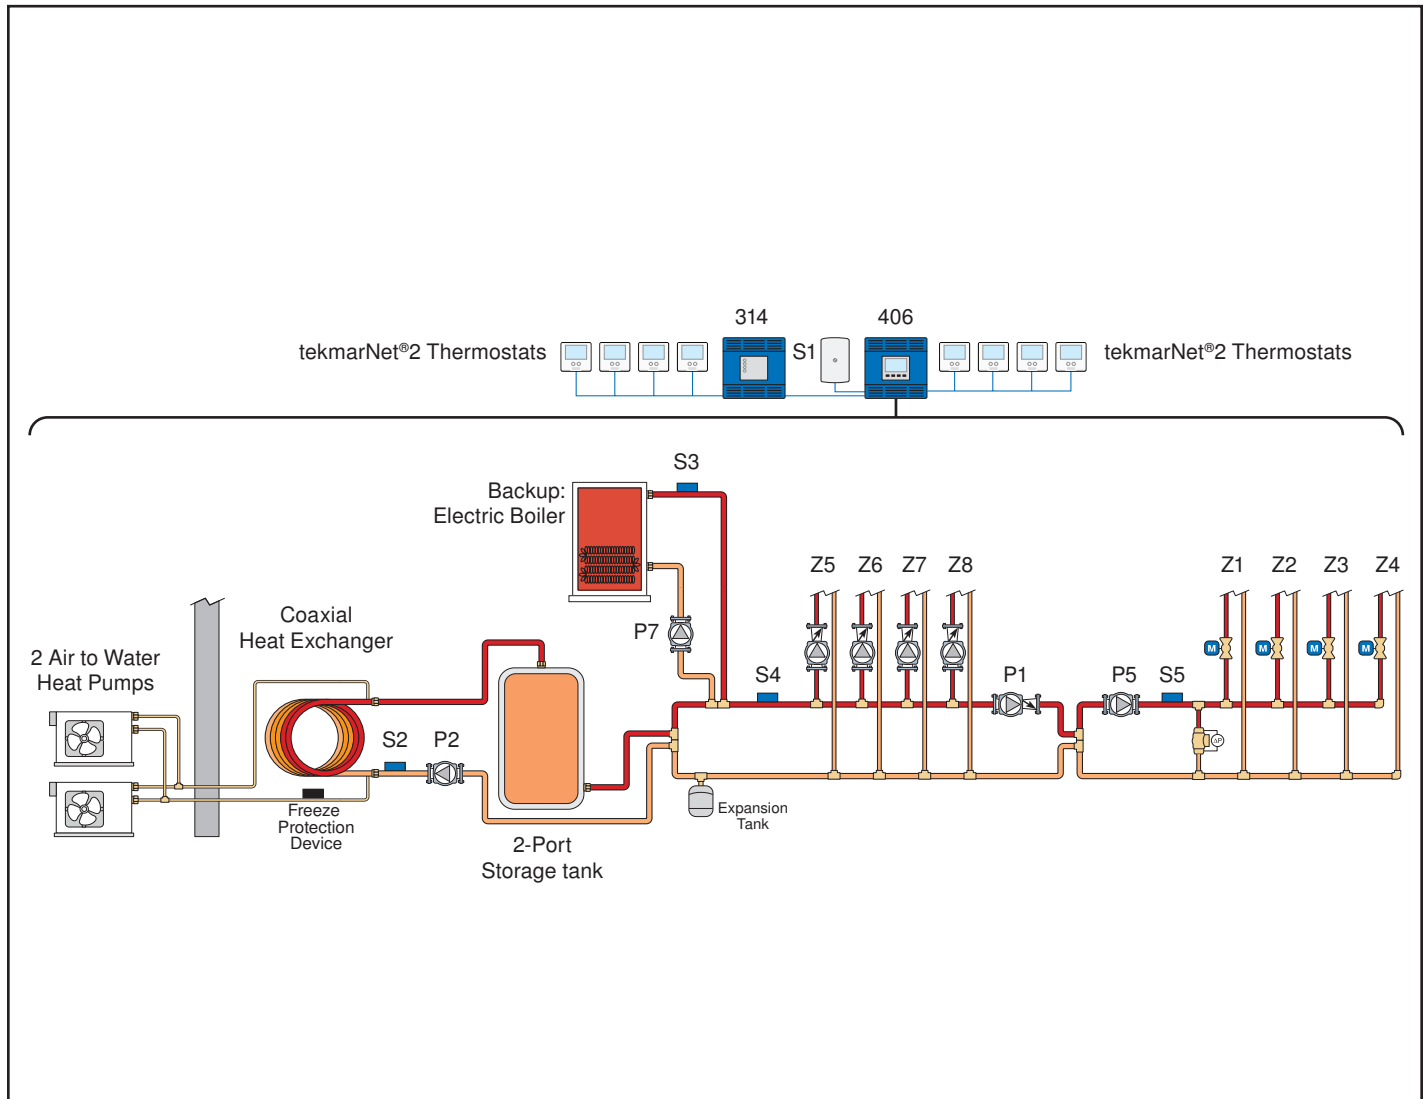 314
406
tekmarNet®2 Thermostats
S1
tekmarNet®2 Thermostats
S3
Backup:
Electric Boiler
Z5
Z6
Z7
Z8
Z1
Z2
Z3
Z4
Coaxial
Heat Exchanger
P7
2 Air to Water
Heat Pumps
M
M
M
M
S4
P1
P5
S5
S2
P2
ΔP
Freeze
Protection
Device
Expansion
Tank
2-Port
Storage tank